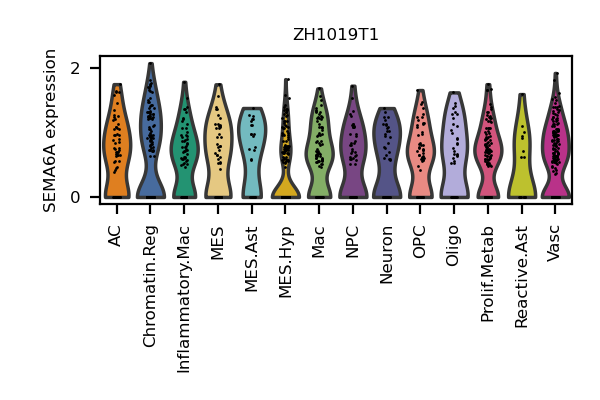 ZH1019T1
SEMA6A expression
2
0
AC
Chromatin.Reg
Inflammatory.Mac
MES
MES.Ast
MES.Hyp
Mac
NPC
Neuron
OPC
Oligo
Prolif.Metab
Reactive.Ast
Vasc